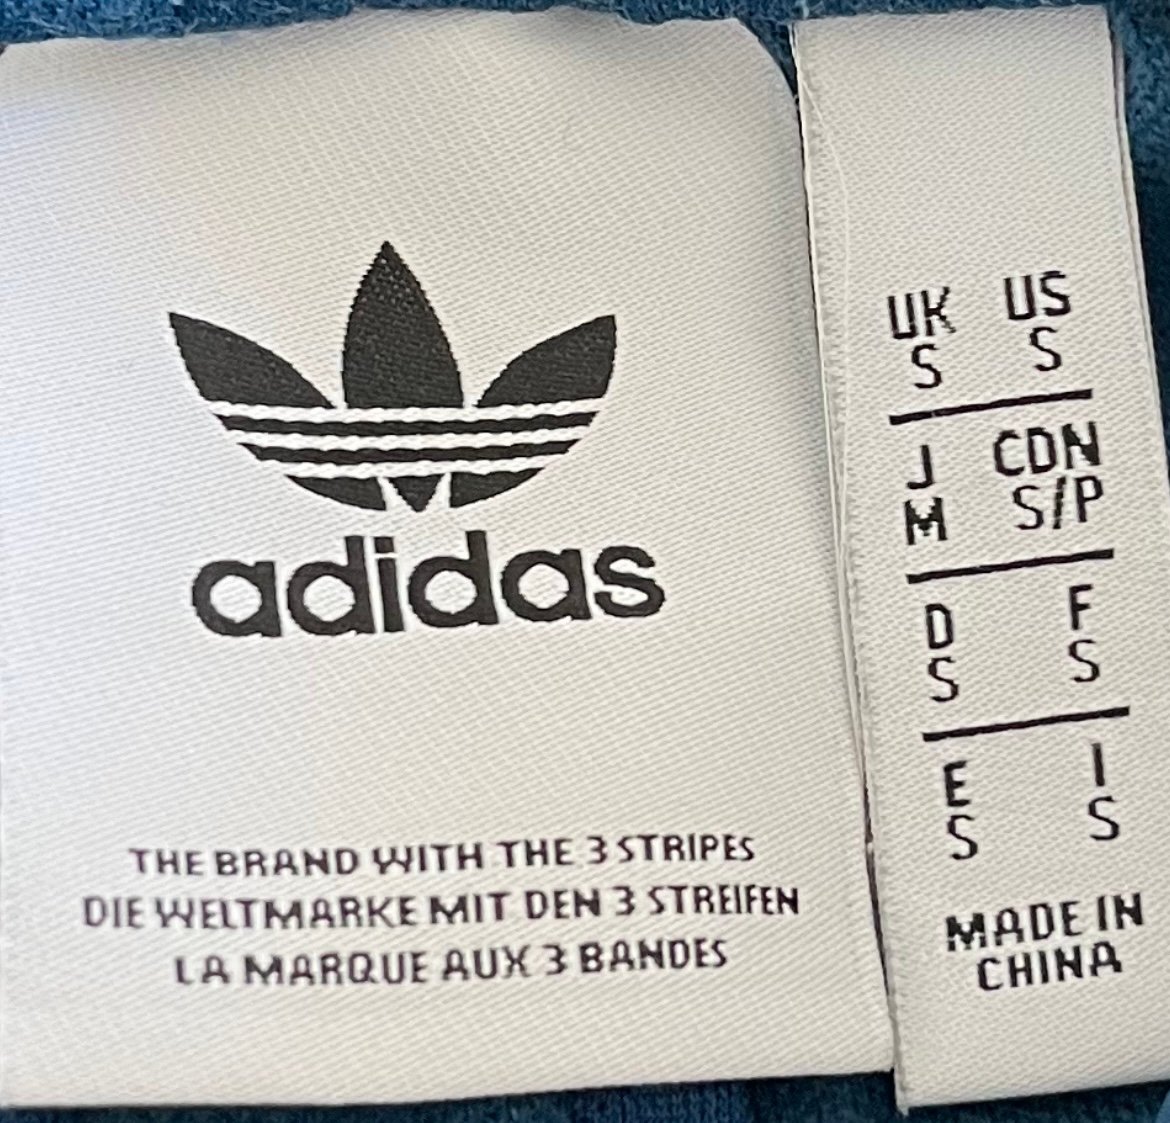 adidas
THE BRAND WITH THE 3 STRIPES
DIE WELTMARKE MIT DEN 3 STREIFEN
LA MARQUE AUX 3 BANDES
UK US
S S
J CDN
M S/P
D F
S S
E I
S S
MADE IN
CHINA